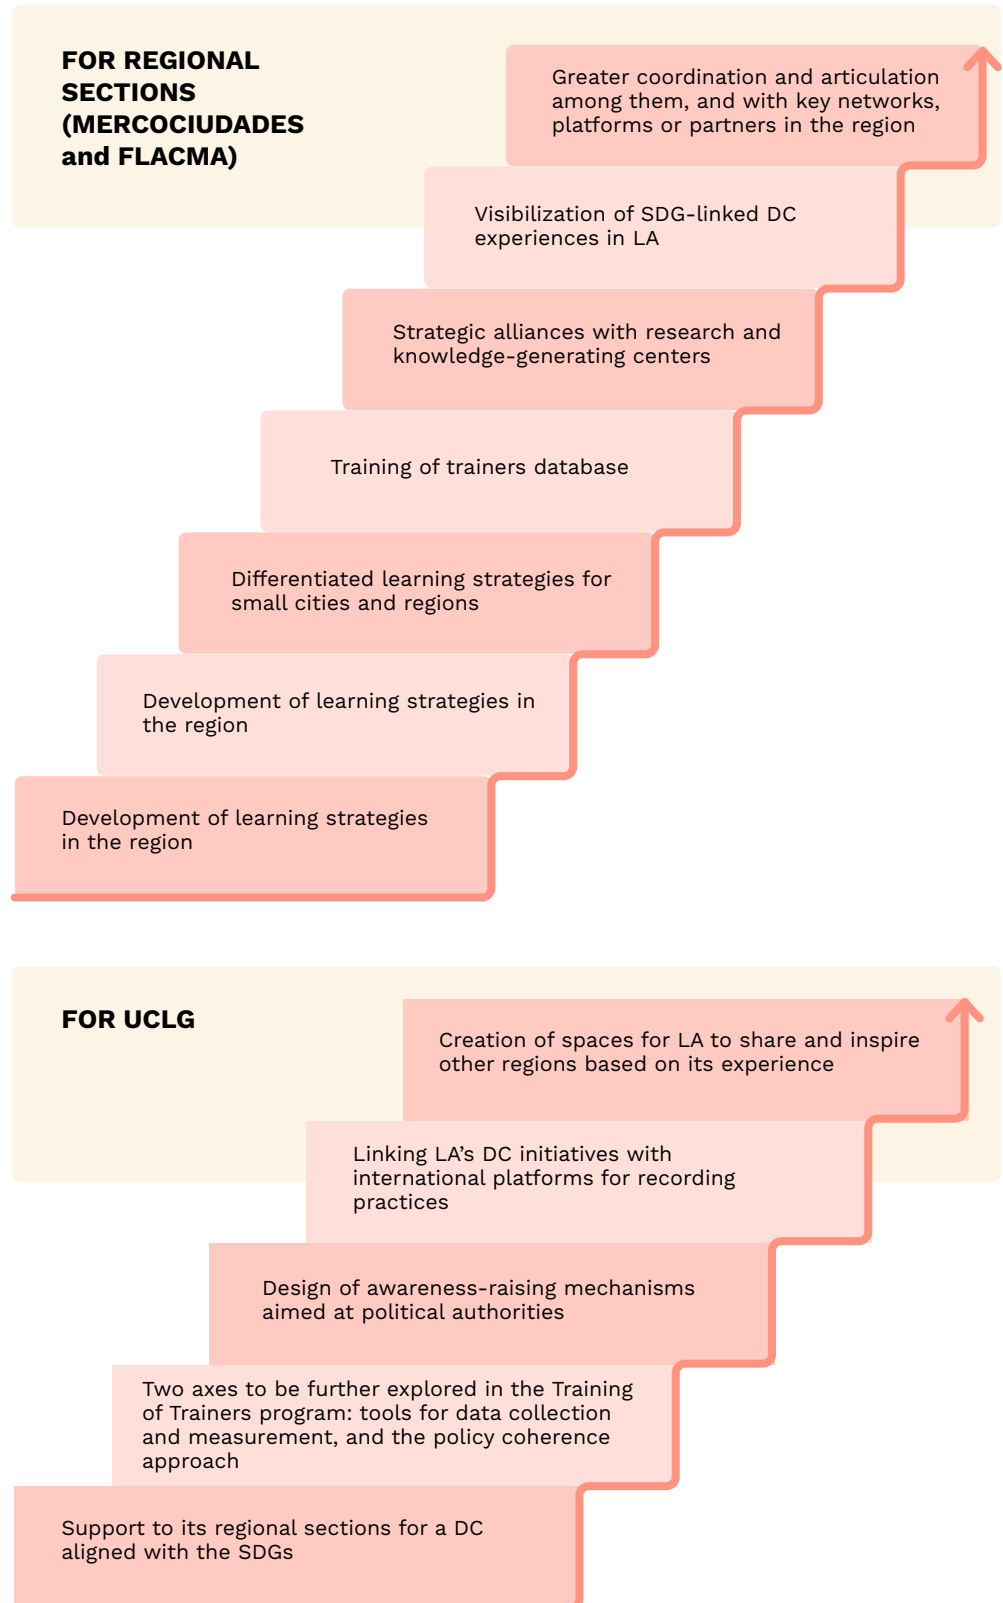 FOR REGIONAL
SECTIONS
(MERCOCIUDADES
and FLACMA)
Greater coordination and articulation
among them, and with key networks,
platforms or partners in the region
Visibilization of SDG-linked DC
experiences in LA
Strategic alliances with research and
knowledge-generating centers
Training of trainers database
Differentiated learning strategies for
small cities and regions
Development of learning strategies in
the region
Development of learning strategies
in the region
FOR UCLG
Creation of spaces for LA to share and inspire
other regions based on its experience
Linking LA’s DC initiatives with
international platforms for recording
practices
Design of awareness-raising mechanisms
aimed at political authorities
Two axes to be further explored in the Training
of Trainers program: tools for data collection
and measurement, and the policy coherence
approach
Support to its regional sections for a DC
aligned with the SDGs